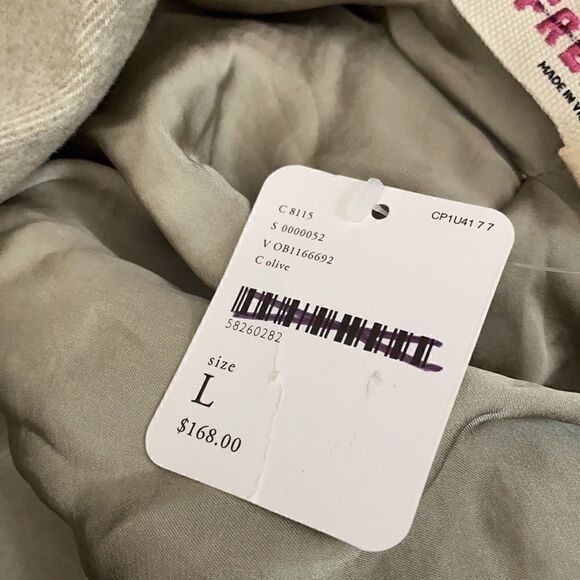 C 8115
S 0000052
V OB1166692
C olive
CP1U41 7 7
58260282
size
L
$168.00
MADE IN